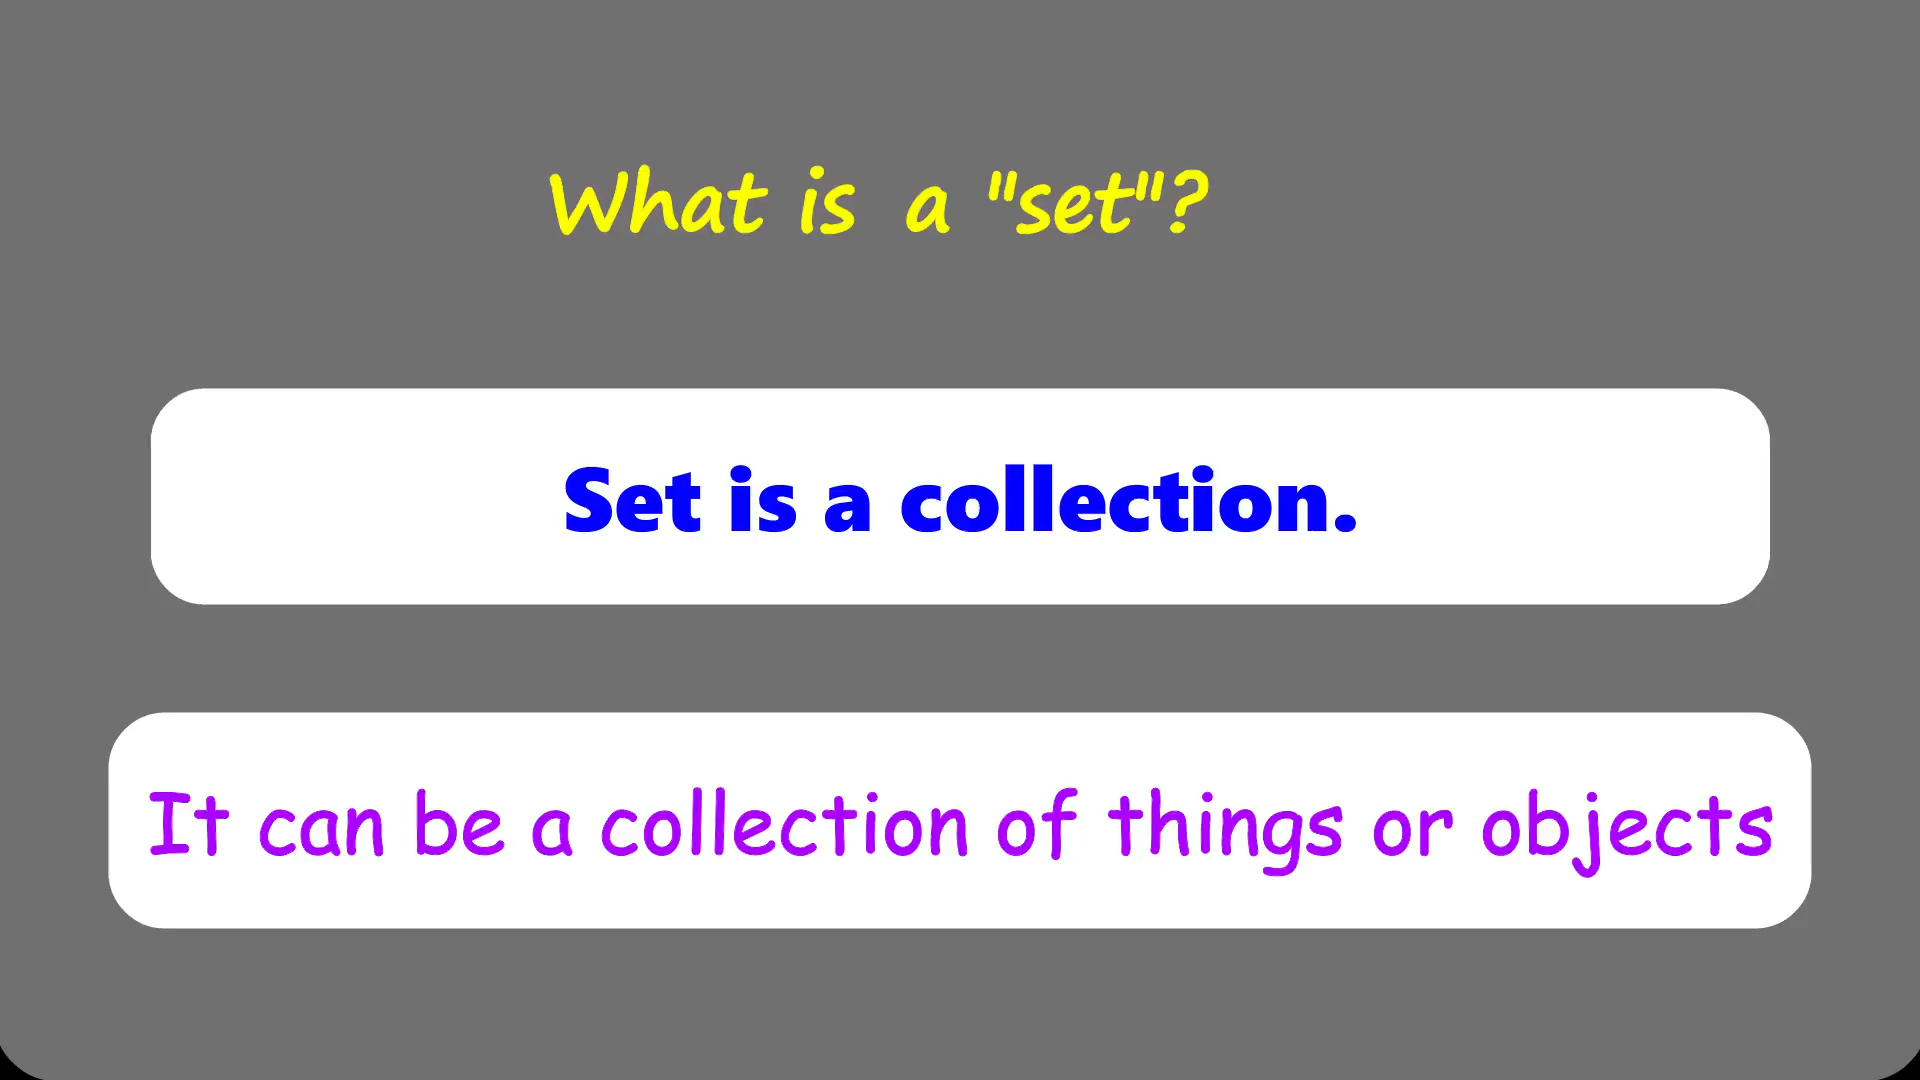 What is a "set"?
Set is a collection.
It can be a collection of things or objects